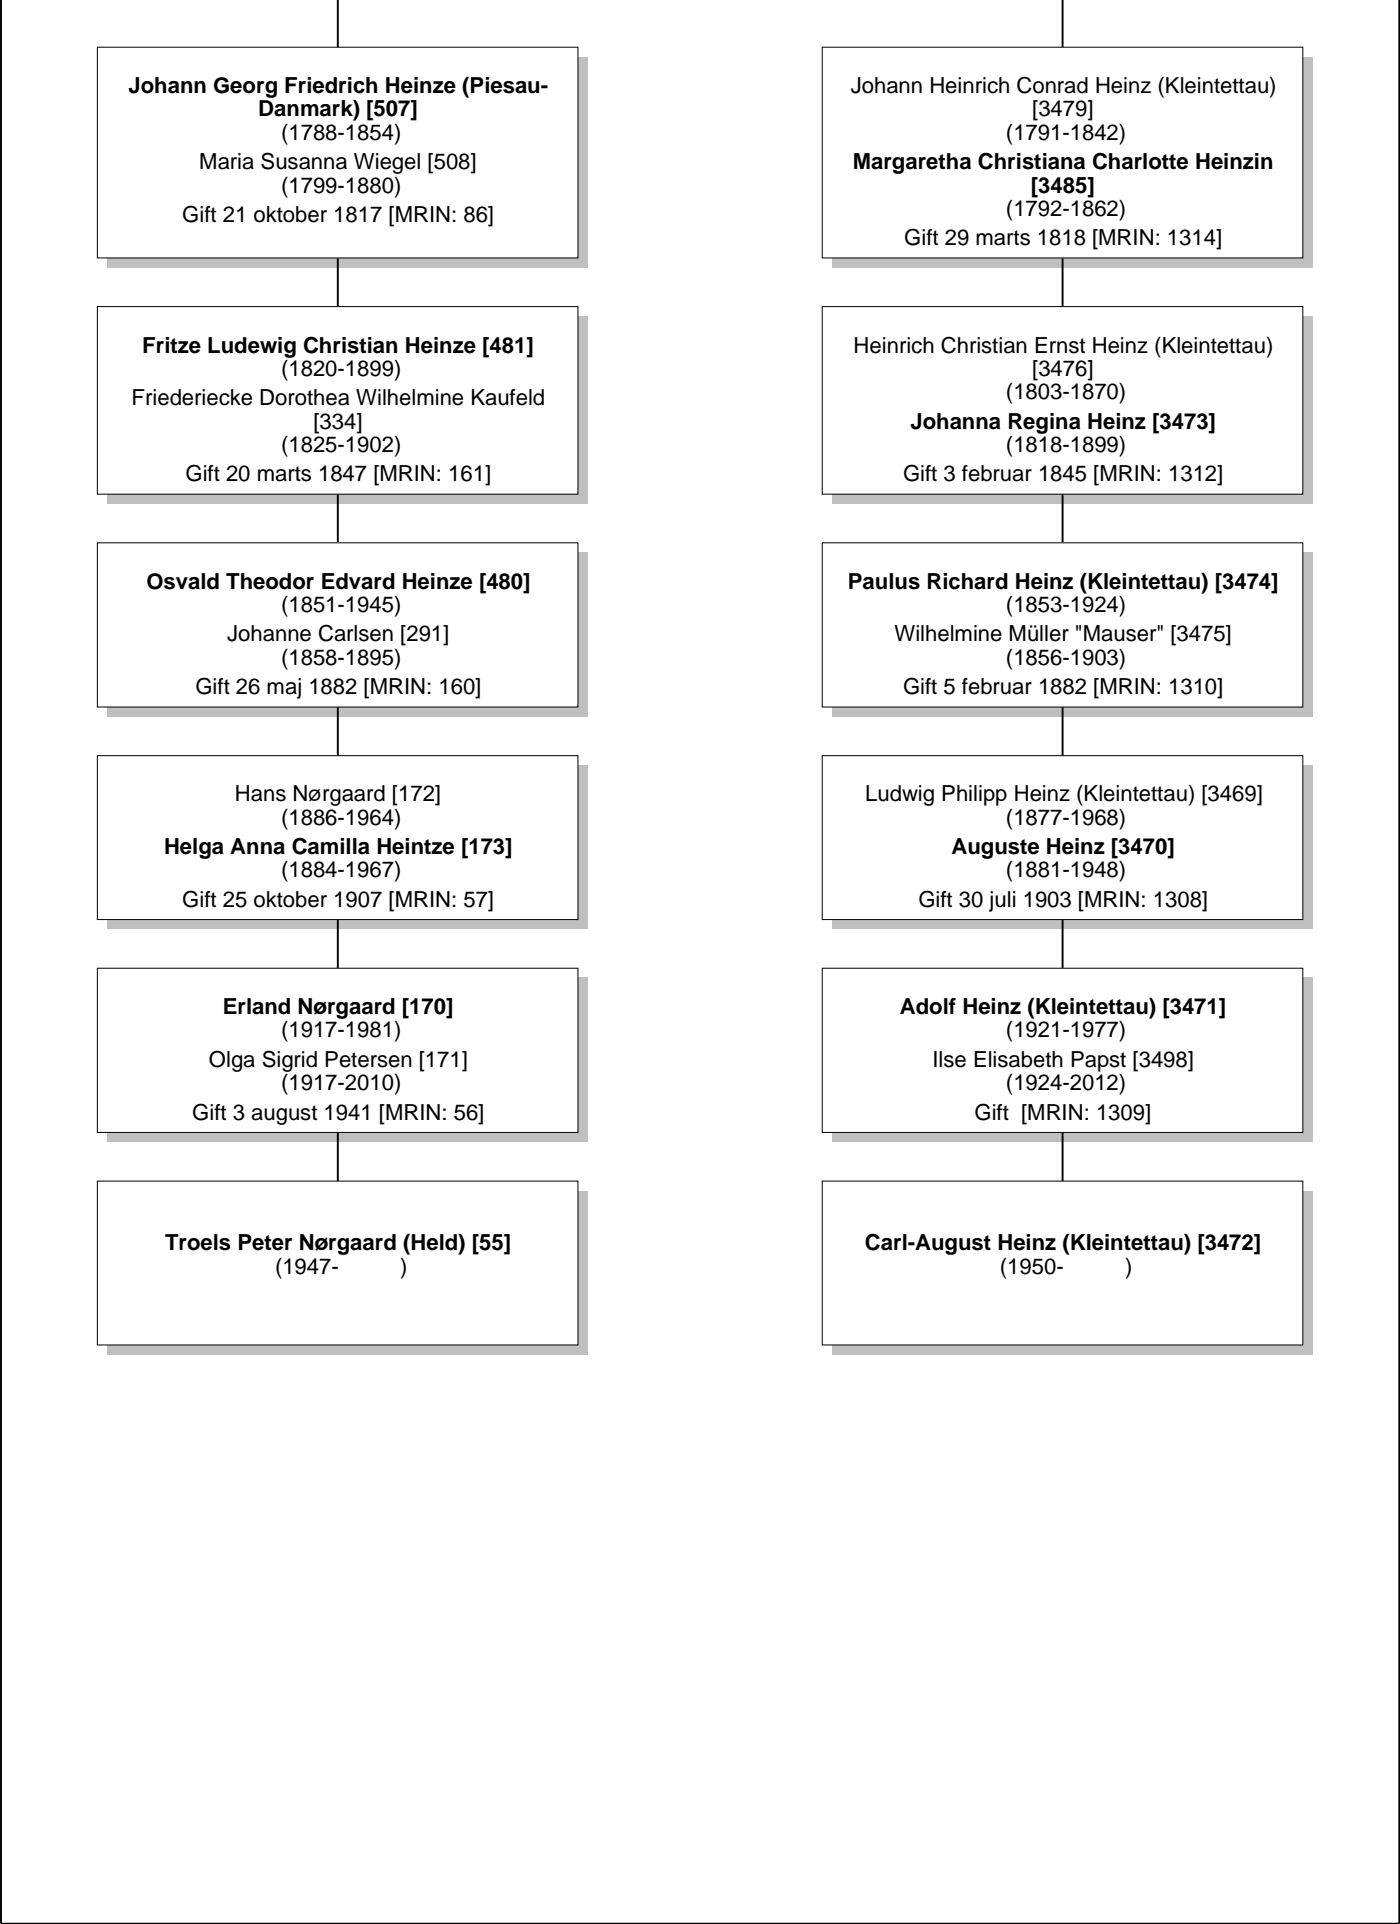 Johann Georg Friedrich Heinze (Piesau-
Danmark) [507]
(1788-1854)
Maria Susanna Wiegel [508]
(1799-1880)
Gift 21 oktober 1817 [MRIN: 86]
Fritze Ludewig Christian Heinze [481]
(1820-1899)
Friederiecke Dorothea Wilhelmine Kaufeld
[334]
(1825-1902)
Gift 20 marts 1847 [MRIN: 161]
Osvald Theodor Edvard Heinze [480]
(1851-1945)
Johanne Carlsen [291]
(1858-1895)
Gift 26 maj 1882 [MRIN: 160]
Hans Nørgaard [172]
(1886-1964)
Helga Anna Camilla Heintze [173]
(1884-1967)
Gift 25 oktober 1907 [MRIN: 57]
Erland Nørgaard [170]
(1917-1981)
Olga Sigrid Petersen [171]
(1917-2010)
Gift 3 august 1941 [MRIN: 56]
Troels Peter Nørgaard (Held) [55]
(1947- )
Johann Heinrich Conrad Heinz (Kleintettau)
[3479]
(1791-1842)
Margaretha Christiana Charlotte Heinzin
[3485]
(1792-1862)
Gift 29 marts 1818 [MRIN: 1314]
Heinrich Christian Ernst Heinz (Kleintettau)
[3476]
(1803-1870)
Johanna Regina Heinz [3473]
(1818-1899)
Gift 3 februar 1845 [MRIN: 1312]
Paulus Richard Heinz (Kleintettau) [3474]
(1853-1924)
Wilhelmine Müller "Mauser" [3475]
(1856-1903)
Gift 5 februar 1882 [MRIN: 1310]
Ludwig Philipp Heinz (Kleintettau) [3469]
(1877-1968)
Auguste Heinz [3470]
(1881-1948)
Gift 30 juli 1903 [MRIN: 1308]
Adolf Heinz (Kleintettau) [3471]
(1921-1977)
Ilse Elisabeth Papst [3498]
(1924-2012)
Gift [MRIN: 1309]
Carl-August Heinz (Kleintettau) [3472]
(1950- )